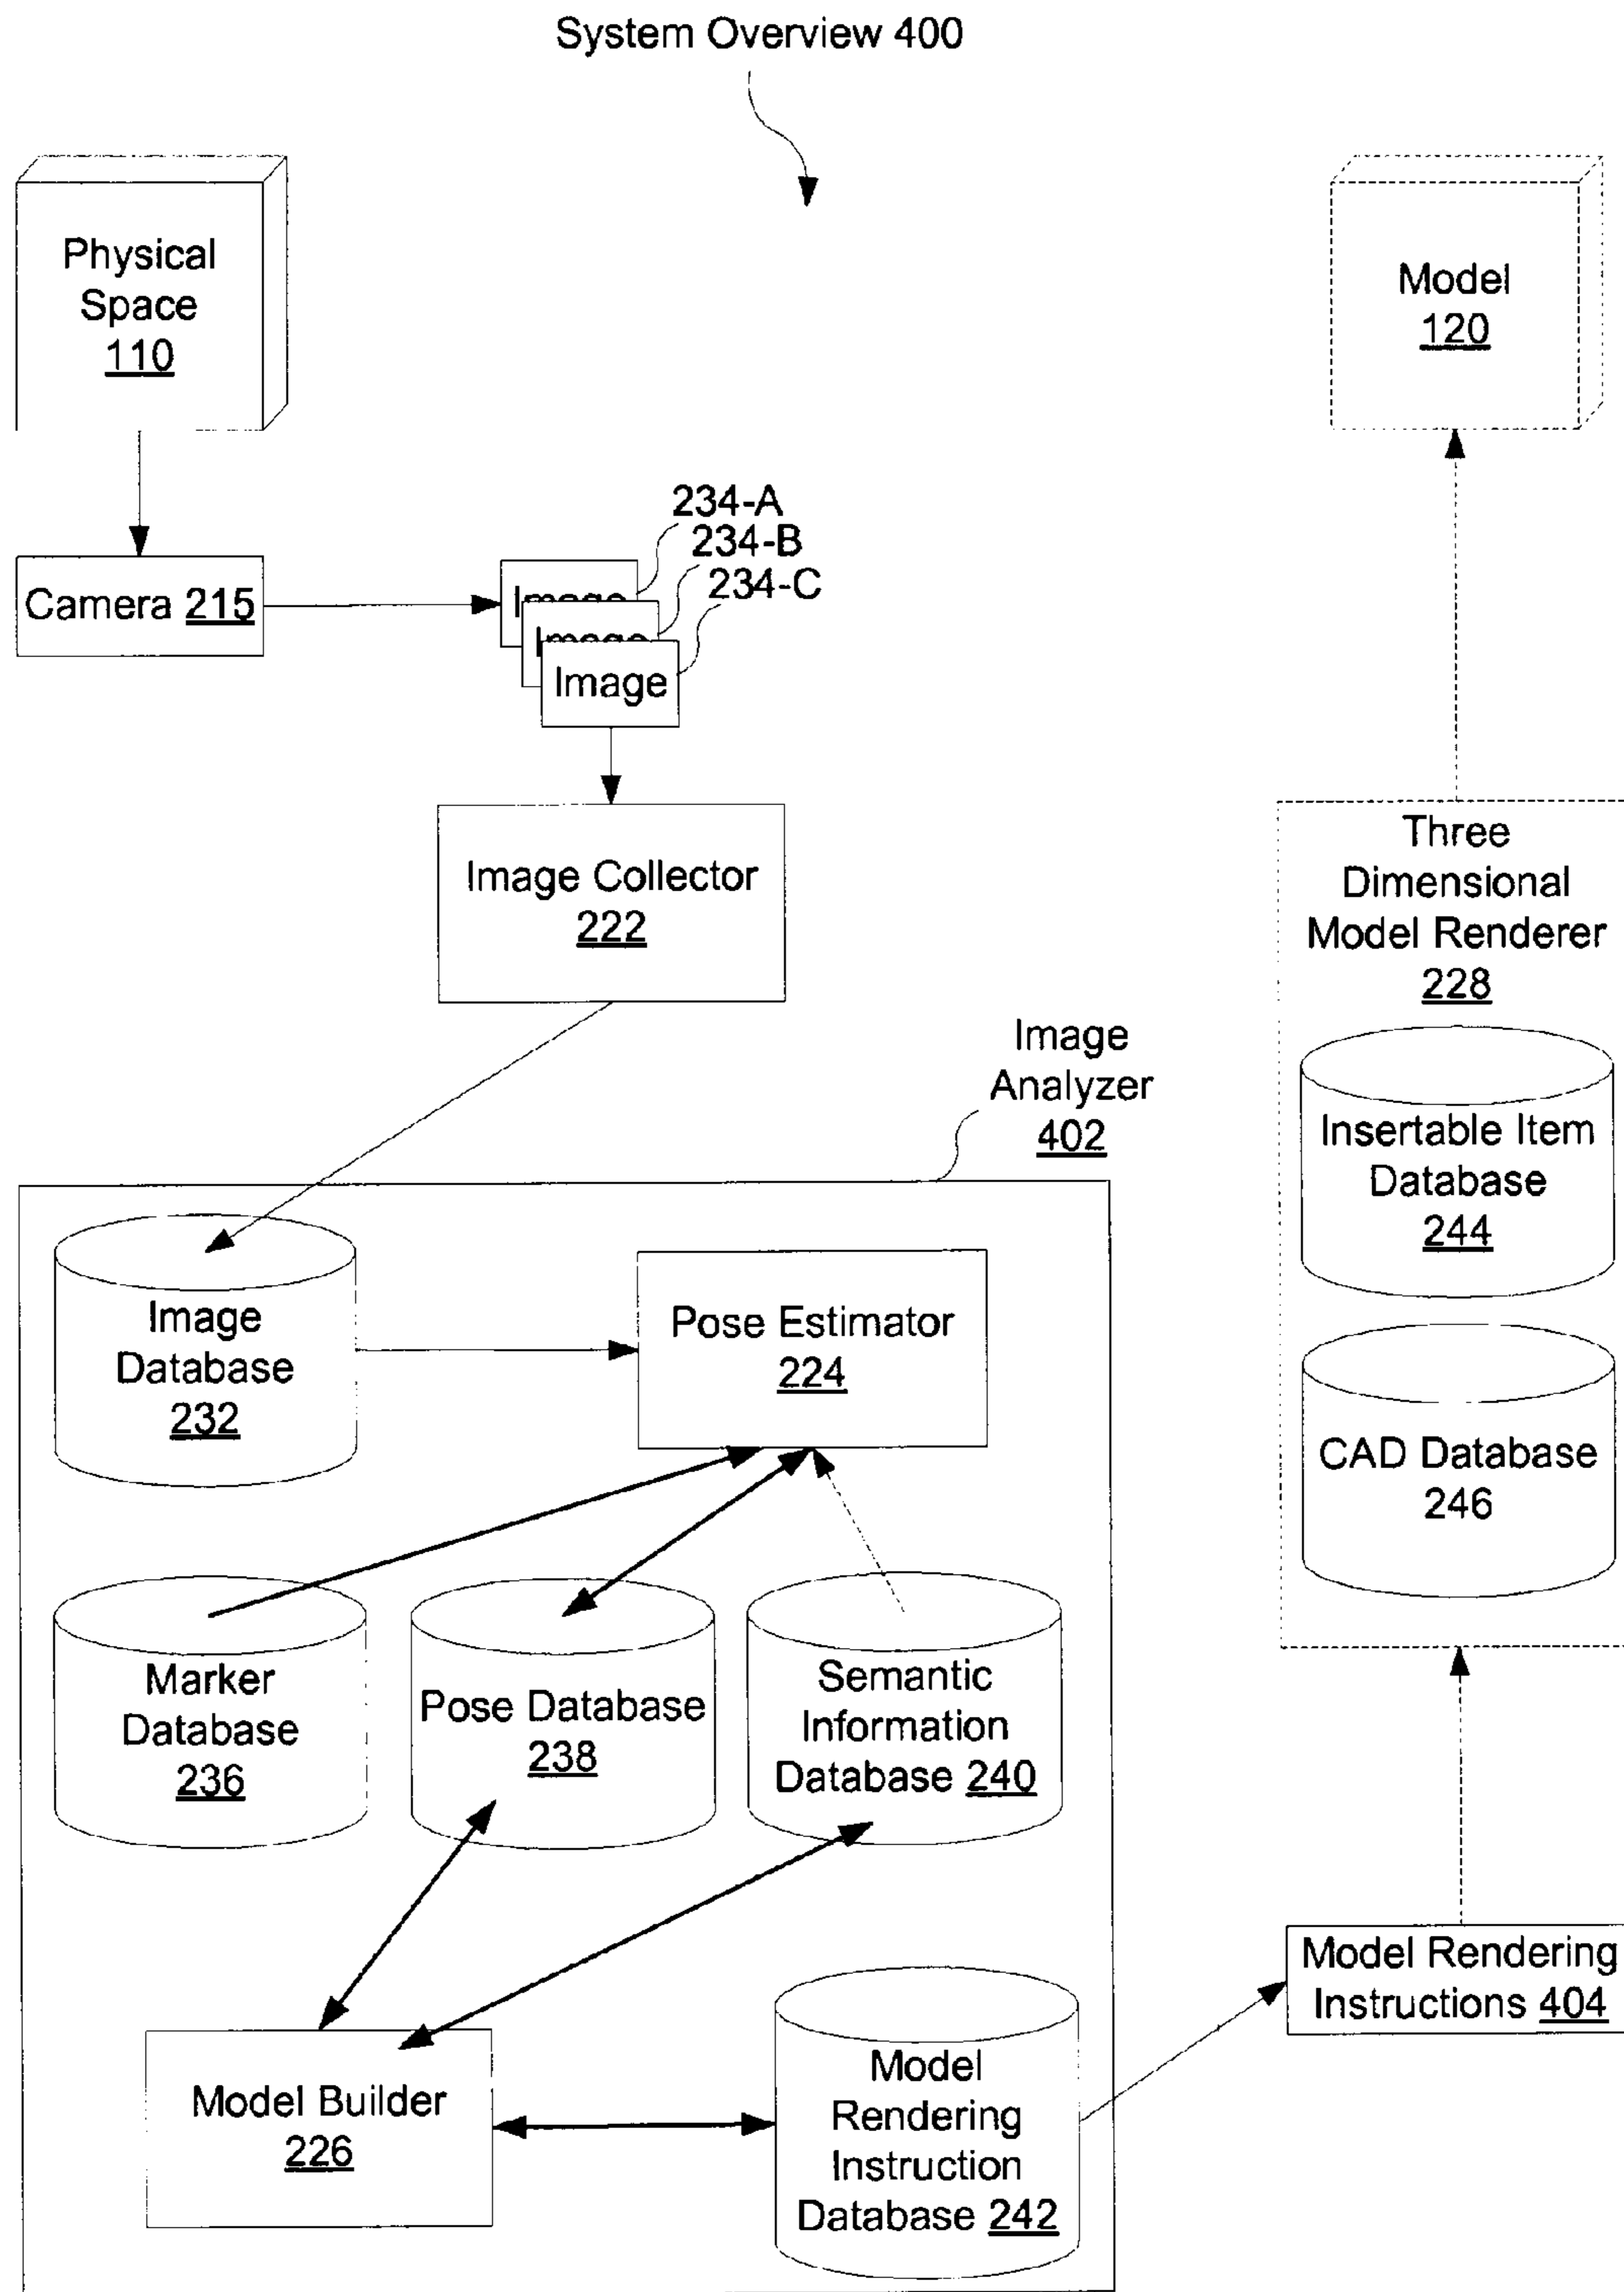 System Overview 400
Physical
Space
110
Model
120
234-A
234-B
234-C
Camera 215
Image
Image
Image
Image Collector
222
Three
Dimensional
Model Renderer
228
Insertable Item
Database
244
CAD Database
246
Image
Analyzer
402
Image
Database
232
Pose Estimator
224
Marker
Database
236
Pose Database
238
Semantic
Information
Database 240
Model Rendering
Instructions 404
Model Builder
226
Model
Rendering
Instruction
Database 242